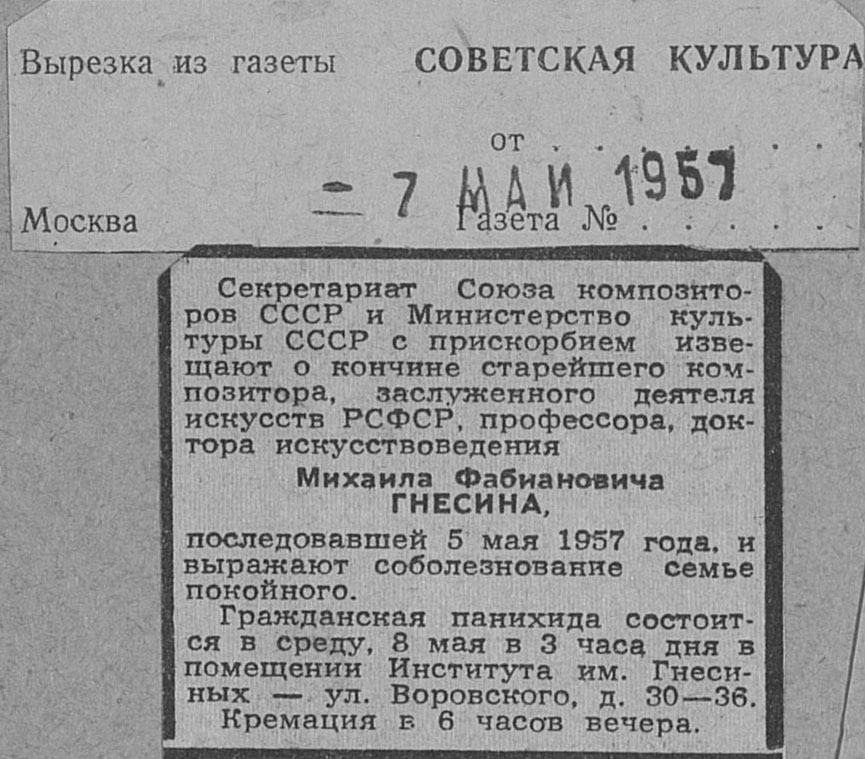 Вырезка из газеты СОВЕТСКАЯ КУЛЬТУРА
от . . . . . . .
– 7 МАЙ 1957
Москва Газета № . . . . .
Секретариат Союза композито-
ров СССР и Министерство куль-
туры СССР с прискорбием изве-
щают о кончине старейшего ком-
позитора, заслуженного деятеля
искусств РСФСР, профессора, док-
тора искусствоведения
Михаила Фабиановича
ГНЕСИНА,
последовавшей 5 мая 1957 года, и
выражают соболезнование семье
покойного.
Гражданская панихида состоит-
ся в среду, 8 мая в 3 часа дня в
помещении Института им. Гнеси-
ных — ул. Воровского, д. 30—36.
Кремация в 6 часов вечера.